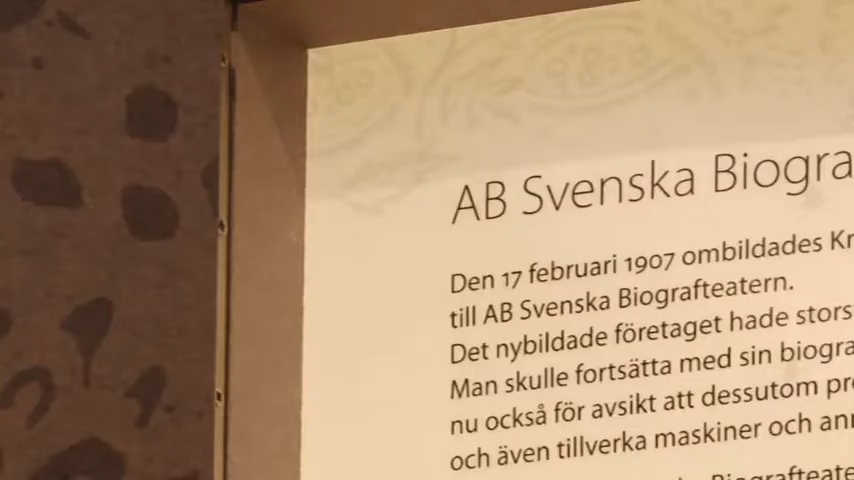 AB Svenska Biogra
Den 17 februari 1907 ombildades Kr
till AB Svenska Biografteatern.
Det nybildade företaget hade stors
Man skulle fortsätta med sin biogra
nu också för avsikt att dessutom pr
och även tillverka maskiner och an
Biografteate